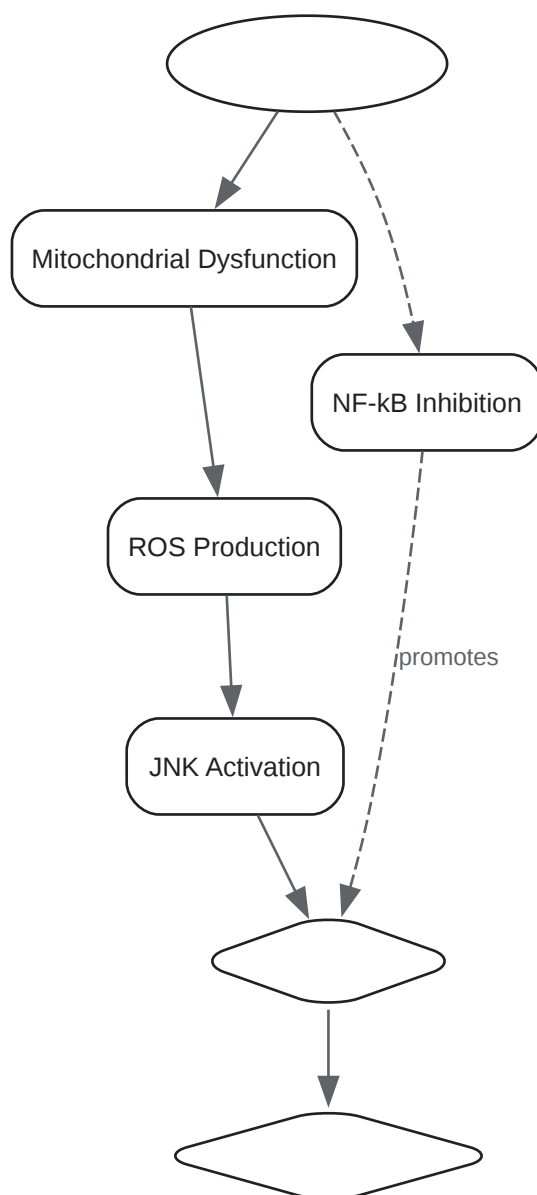 Mitochondrial Dysfunction
NF-kB Inhibition
ROS Production
promotes
JNK Activation